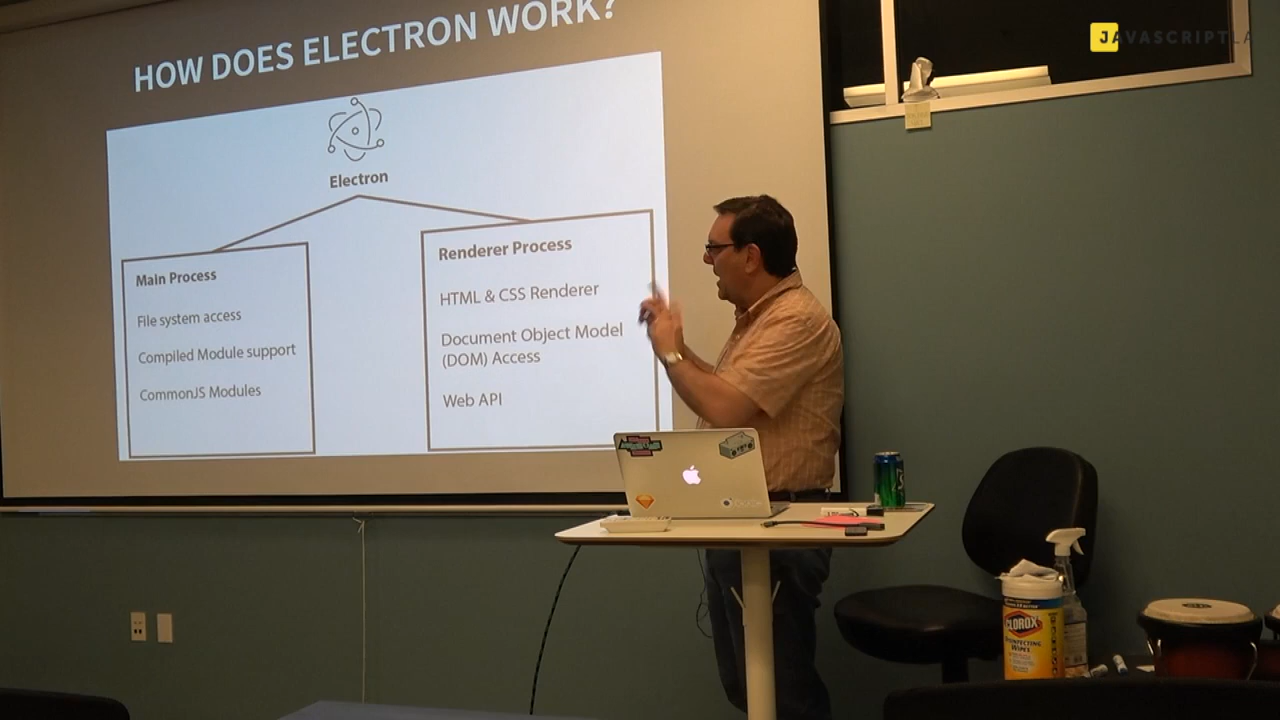 HOW DOES ELECTRON WORK?
JAVASCRIPTLA
Electron
Main Process
File system access
Compiled Module support
CommonJS Modules
Renderer Process
HTML & CSS Renderer
Document Object Model
(DOM) Access
Web API
CLOROX
DISINFECTING
WIPES